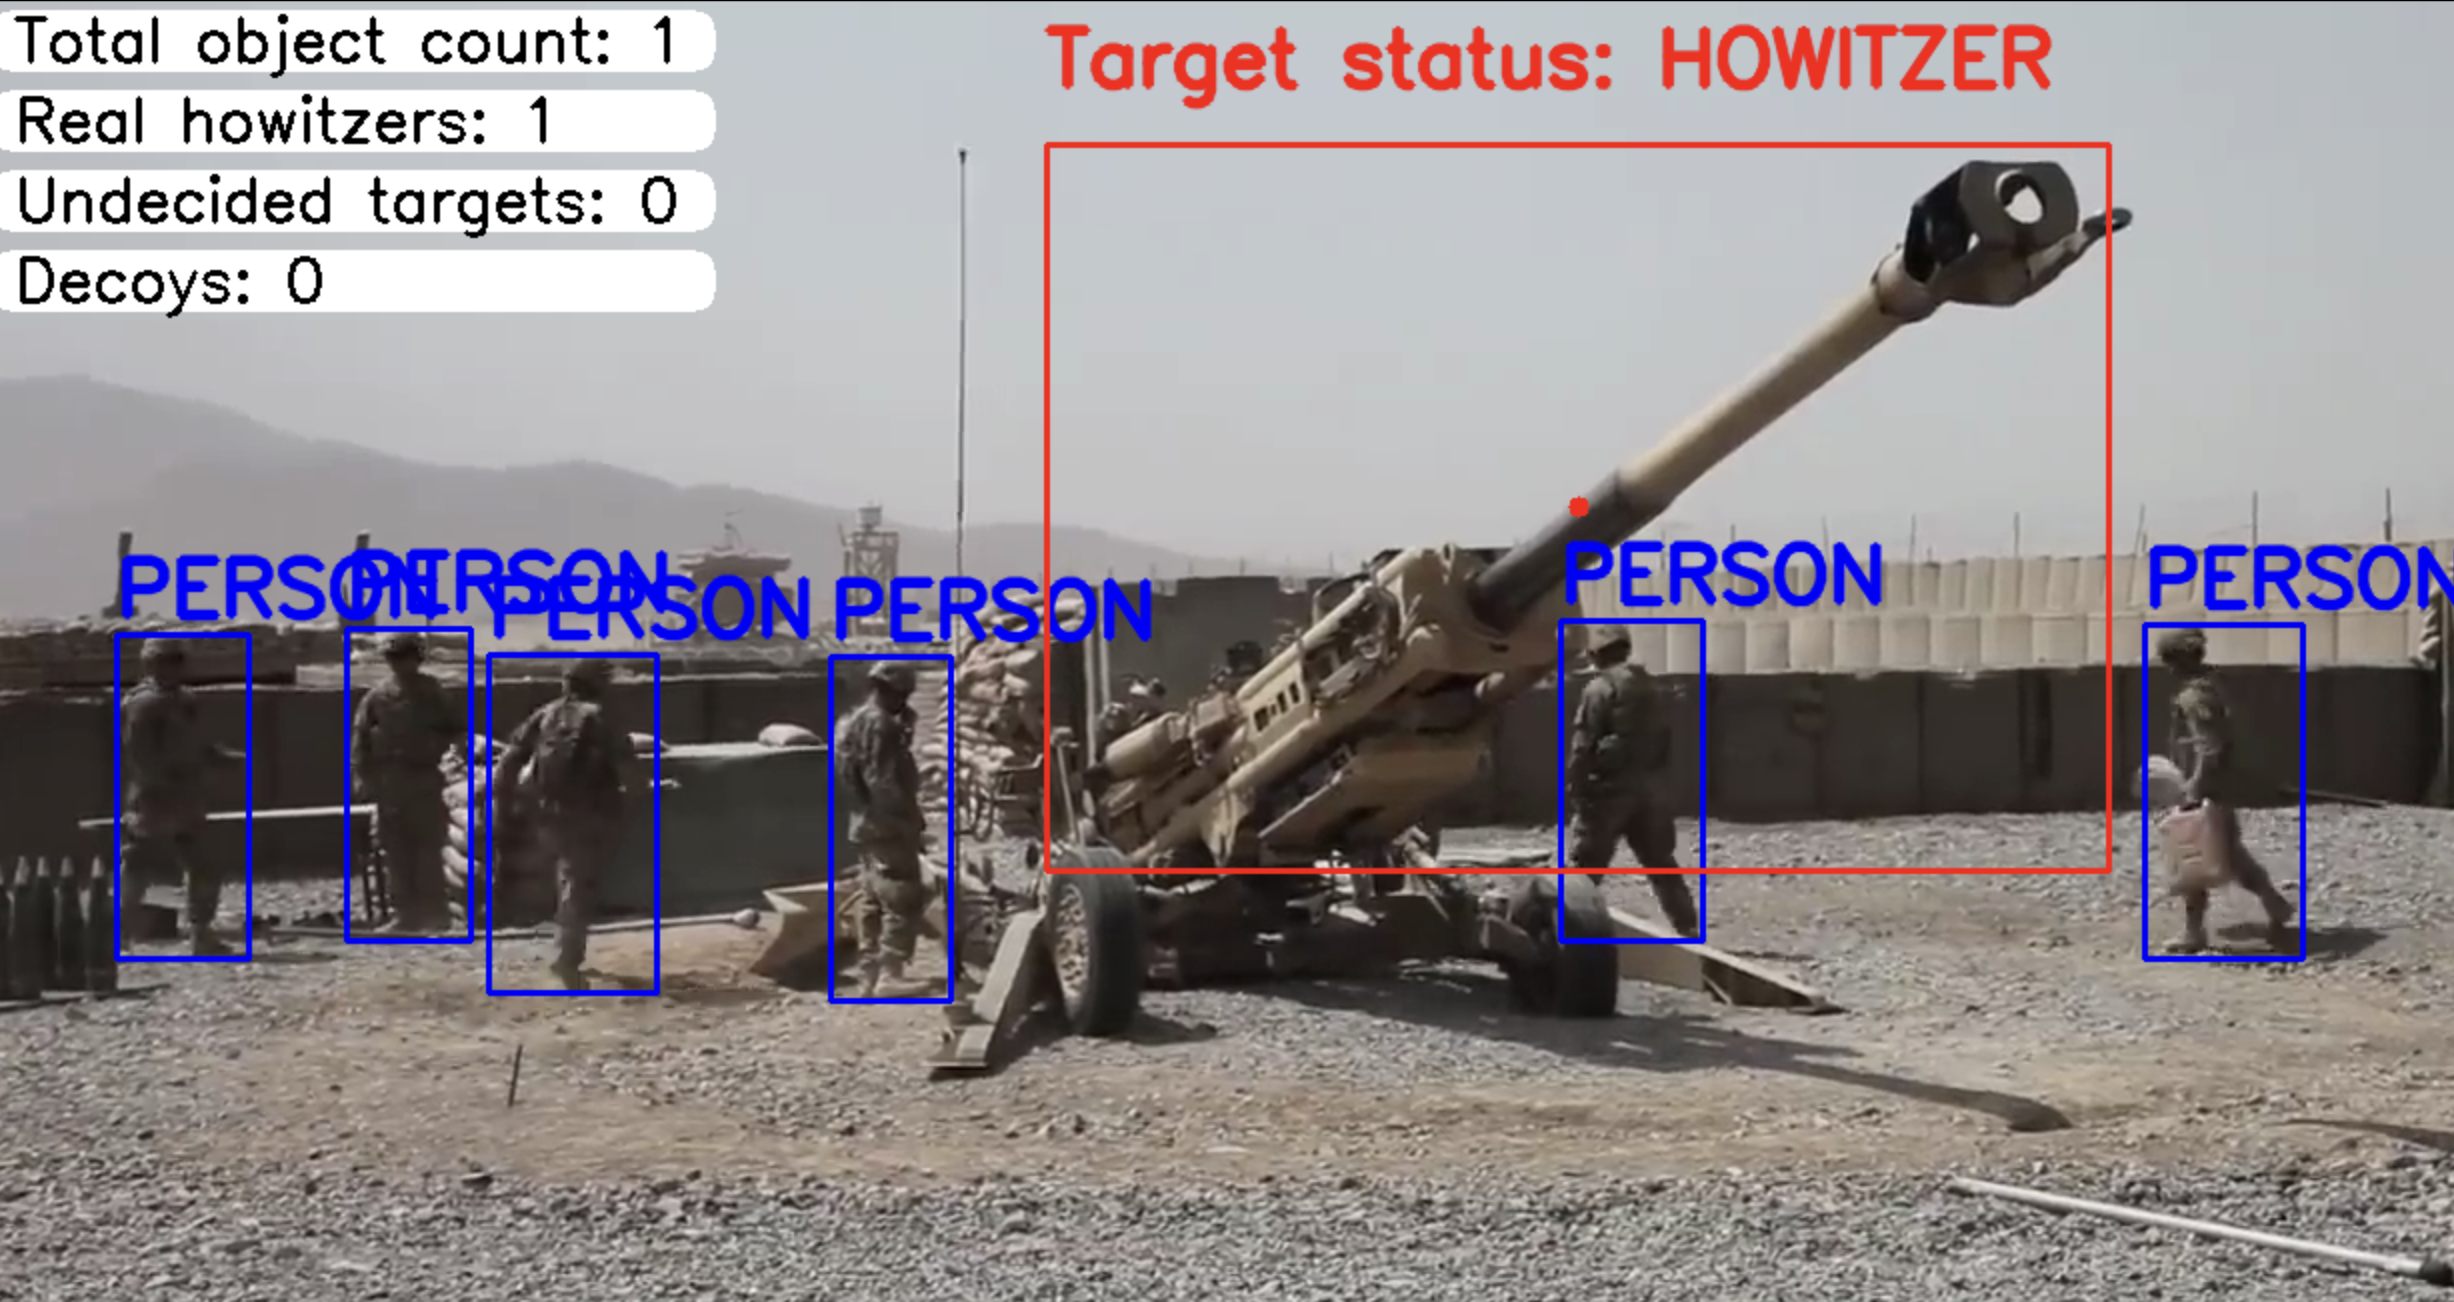 Total object count: 1
Real howitzers: 1
Undecided targets: 0
Decoys: 0
Target status: HOWITZER
PERSON
PERSON
PERSON
PERSON
PERSON
PERSON